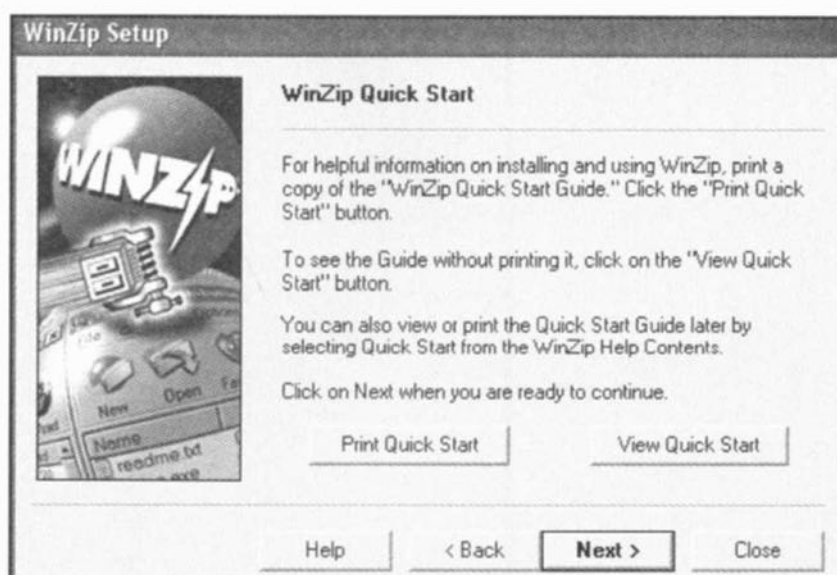 WinZip Setup
WINZIP
File
New
Open
Name
readme.txt
WinZip Quick Start
For helpful information on installing and using WinZip, print a
copy of the "WinZip Quick Start Guide." Click the "Print Quick
Start" button.
To see the Guide without printing it, click on the "View Quick
Start" button.
You can also view or print the Quick Start Guide later by
selecting Quick Start from the WinZip Help Contents.
Click on Next when you are ready to continue.
Print Quick Start
View Quick Start
Help
< Back
Next >
Close